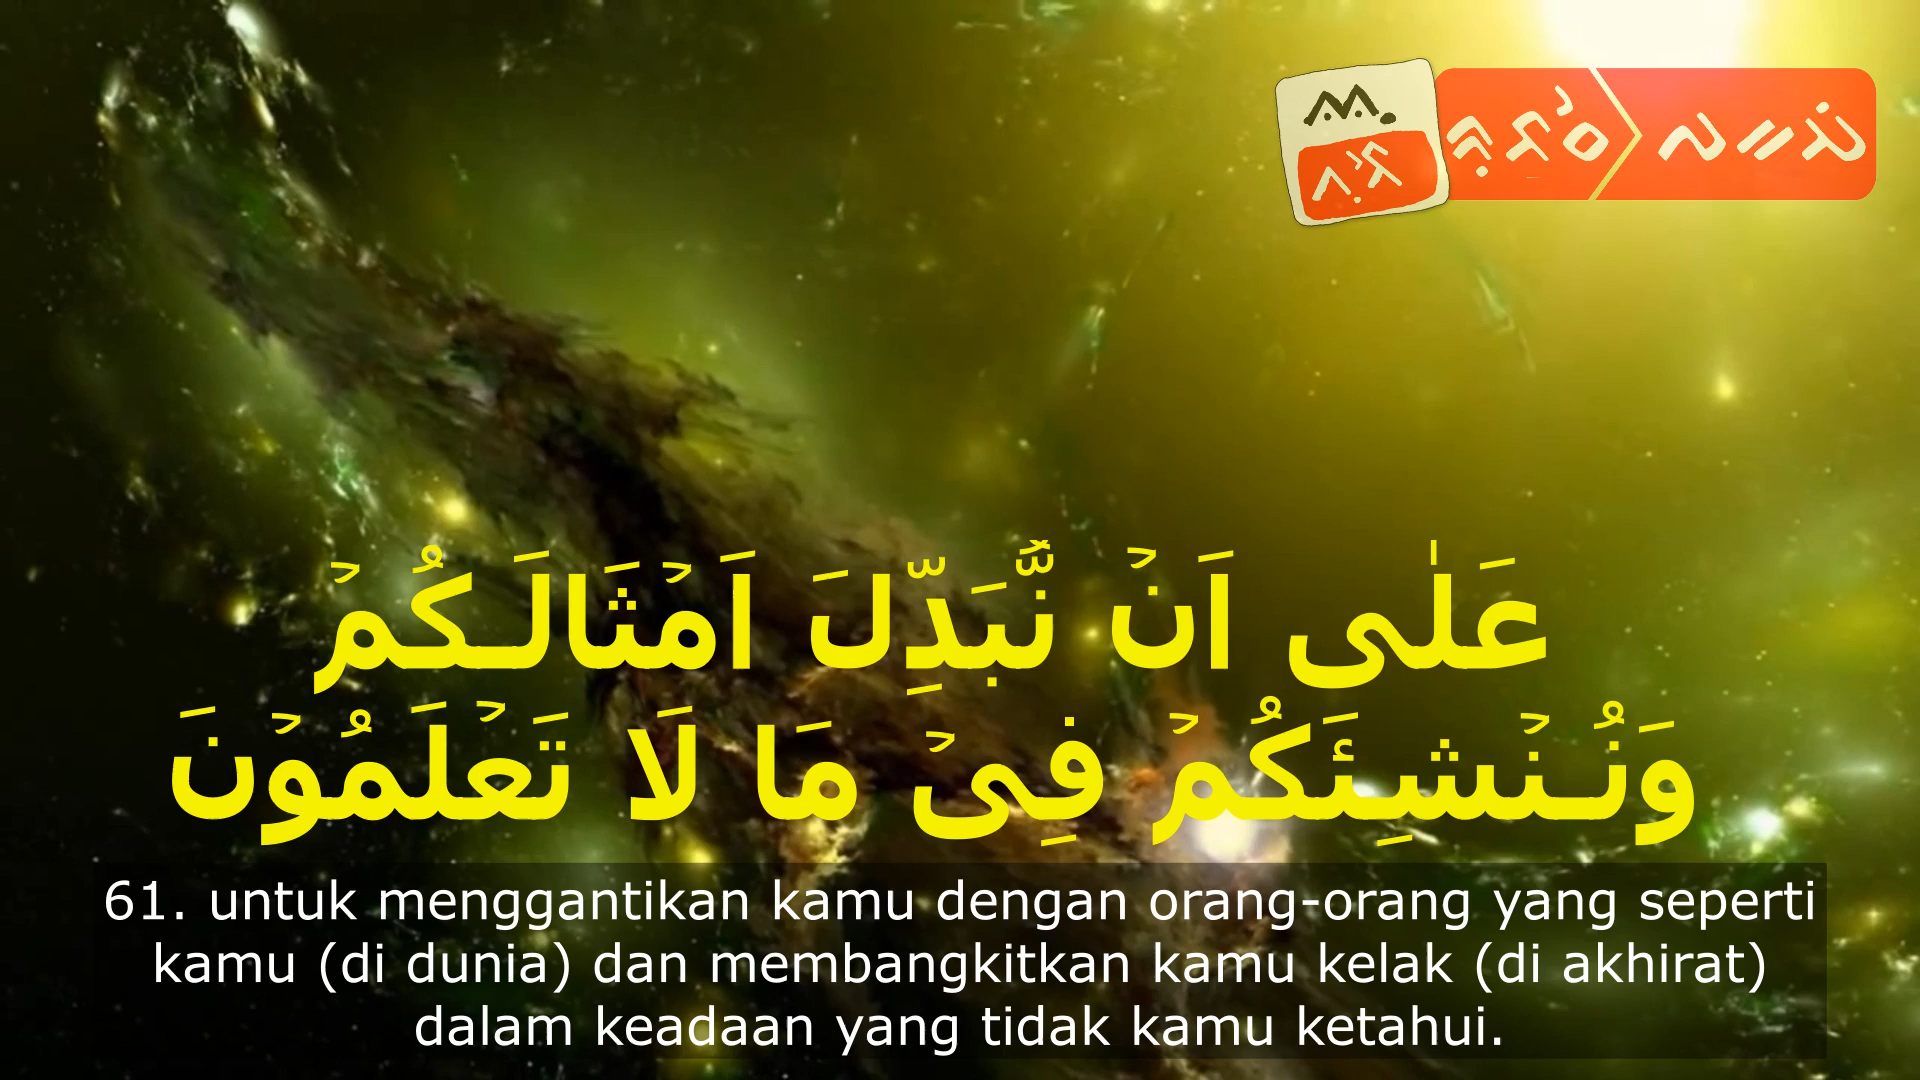 عَلٰٓى اَنۡ نُّبَدِّلَ اَمۡثَالَـكُمۡ
وَنُـنۡشِئَكُمۡ فِىۡ مَا لَا تَعۡلَمُوۡنَ
61. untuk menggantikan kamu dengan orang-orang yang seperti
kamu (di dunia) dan membangkitkan kamu kelak (di akhirat)
dalam keadaan yang tidak kamu ketahui.